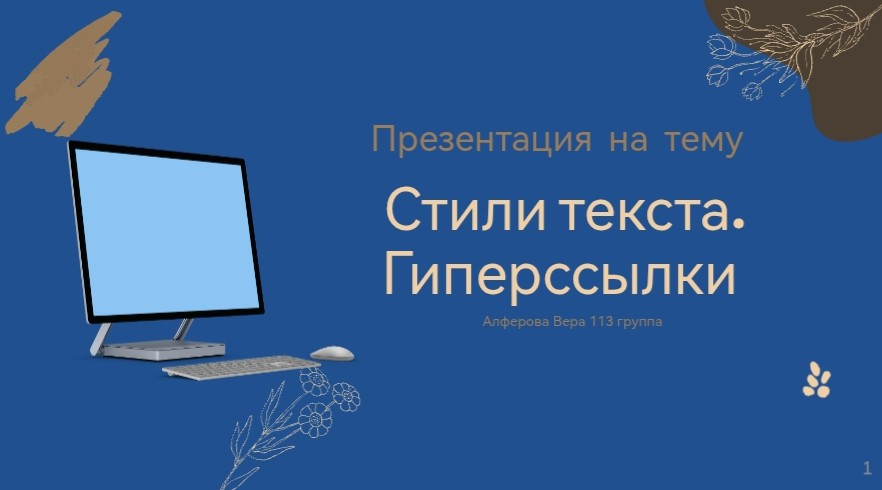 Презентация на тему
Стили текста.
Гиперссылки
Алферова Вера 113 группа
1